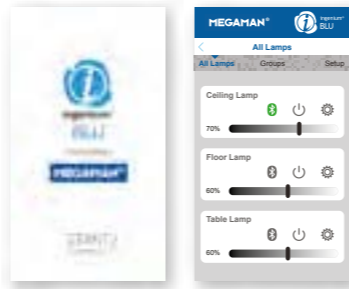 ingenium
BLU
MEGAMAN®
MEGAMAN® ingenium® BLU
All Lamps
All Lamps Groups Setup
Ceiling Lamp
70%
Floor Lamp
60%
Table Lamp
60%